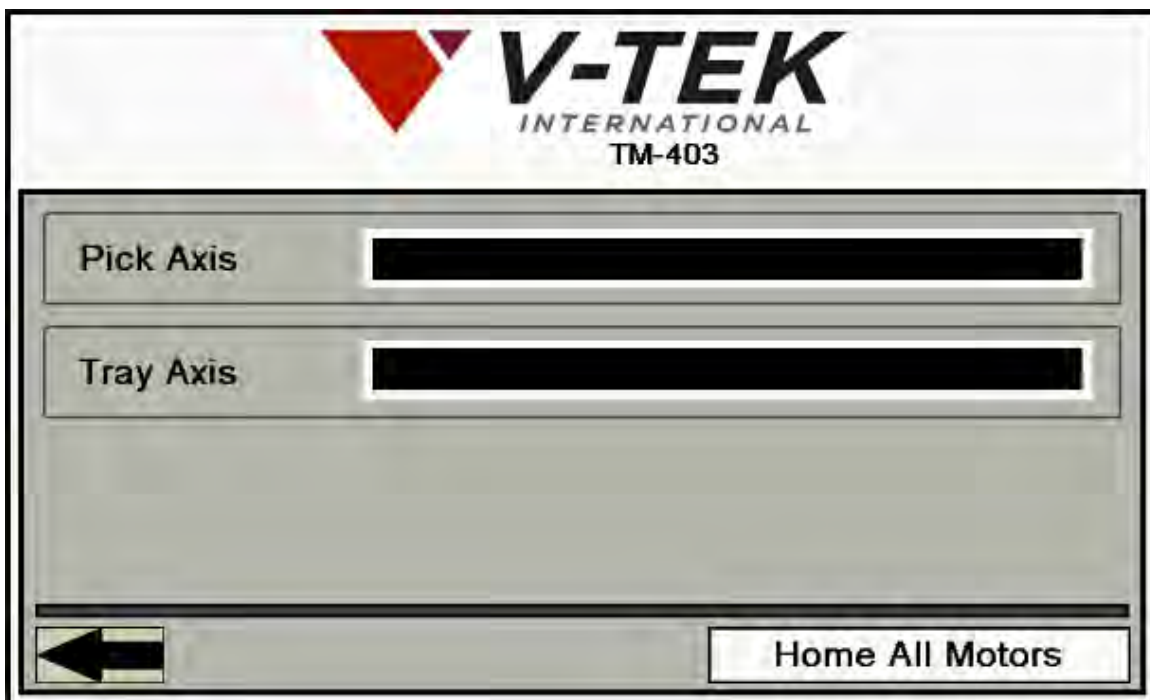 V-TEK
INTERNATIONAL
TM-403
Pick Axis
Tray Axis
Home All Motors